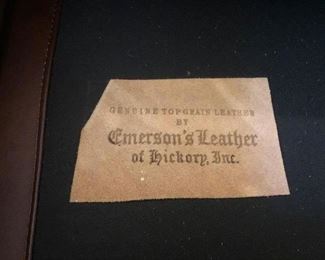 GENUINE TOP GRAIN LEATHER
BY
Emerson's Leather
of Hickory, Inc.